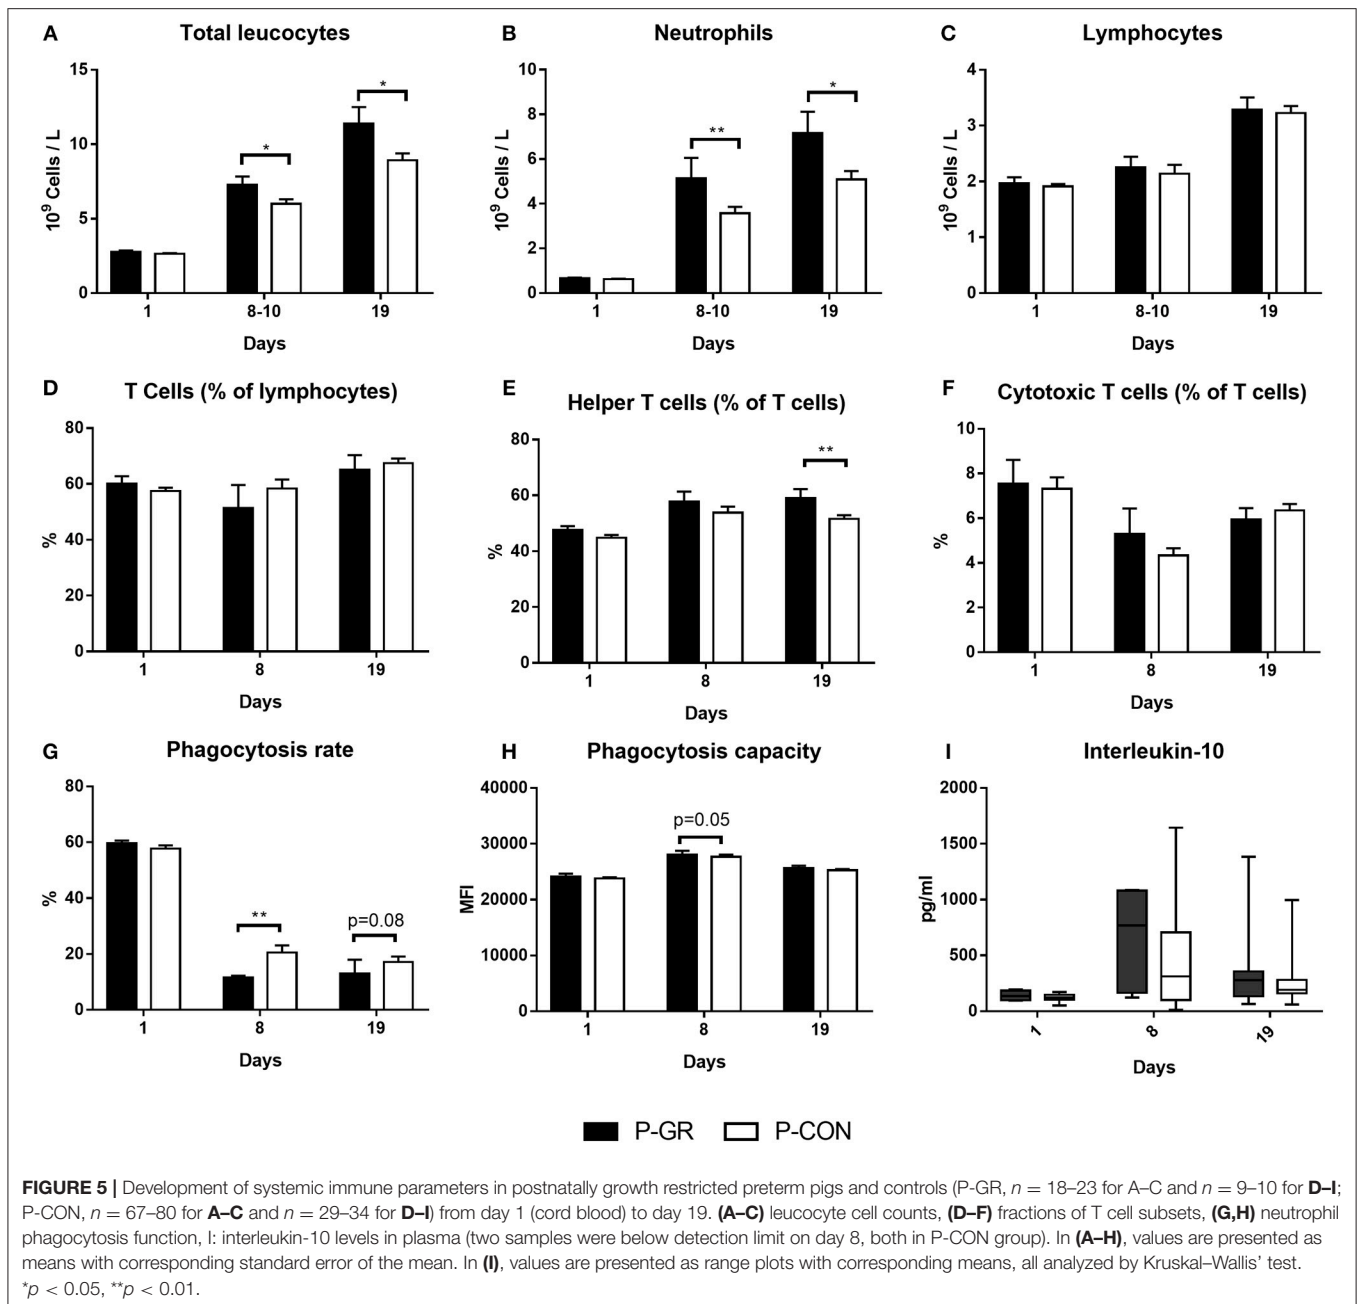 A Total leucocytes
15
10
5
0
10⁹ Cells / L
*
*
1 8-10 19
Days
B Neutrophils
10
8
6
4
2
0
10⁹ Cells / L
**
*
1 8-10 19
Days
C Lymphocytes
4
3
2
1
0
10⁹ Cells / L
1 8-10 19
Days
D T Cells (% of lymphocytes)
80
60
40
20
0
%
1 8 19
Days
E Helper T cells (% of T cells)
80
60
40
20
0
%
**
1 8 19
Days
F Cytotoxic T cells (% of T cells)
10
8
6
4
2
0
%
1 8 19
Days
G Phagocytosis rate
80
60
40
20
0
%
**
p=0.08
1 8 19
Days
H Phagocytosis capacity
40000
30000
20000
10000
0
MFI
p=0.05
1 8 19
Days
I Interleukin-10
2000
1500
1000
500
0
pg/ml
1 8 19
Days
P-GR P-CON
FIGURE 5 | Development of systemic immune parameters in postnatally growth restricted preterm pigs and controls (P-GR, n = 18–23 for A–C and n = 9–10 for D–I;
P-CON, n = 67–80 for A–C and n = 29–34 for D–I) from day 1 (cord blood) to day 19. (A–C) leucocyte cell counts, (D–F) fractions of T cell subsets, (G,H) neutrophil
phagocytosis function, I: interleukin-10 levels in plasma (two samples were below detection limit on day 8, both in P-CON group). In (A–H), values are presented as
means with corresponding standard error of the mean. In (I), values are presented as range plots with corresponding means, all analyzed by Kruskal–Wallis’ test.
*p < 0.05, **p < 0.01.